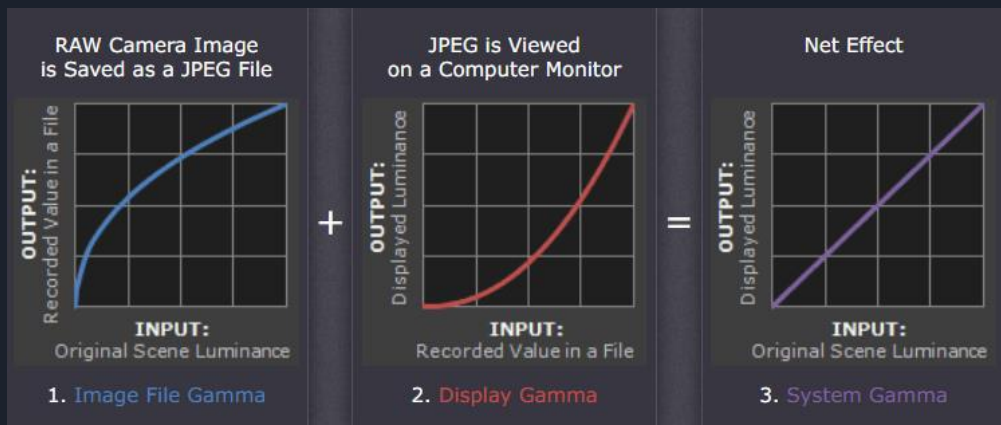 RAW Camera Image
is Saved as a JPEG File
OUTPUT:
Recorded Value in a File
INPUT:
Original Scene Luminance
1. Image File Gamma
+
JPEG is Viewed
on a Computer Monitor
OUTPUT:
Displayed Luminance
INPUT:
Recorded Value in a File
2. Display Gamma
=
Net Effect
OUTPUT:
Displayed Luminance
INPUT:
Original Scene Luminance
3. System Gamma